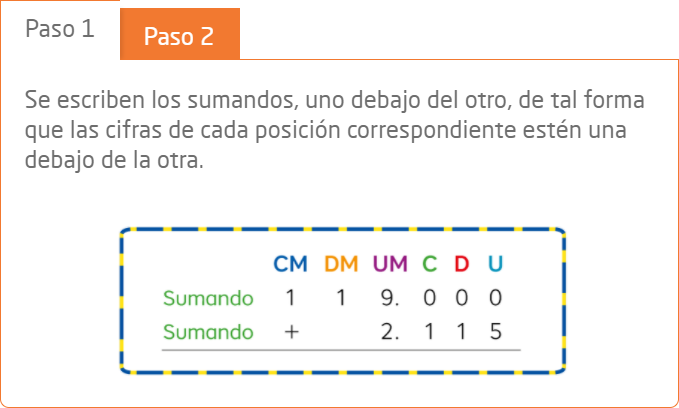 Paso 1
Paso 2
Se escriben los sumandos, uno debajo del otro, de tal forma
que las cifras de cada posición correspondiente estén una
debajo de la otra.
CM DM UM C D U
Sumando 1 1 9. 0 0 0
Sumando + 2. 1 1 5